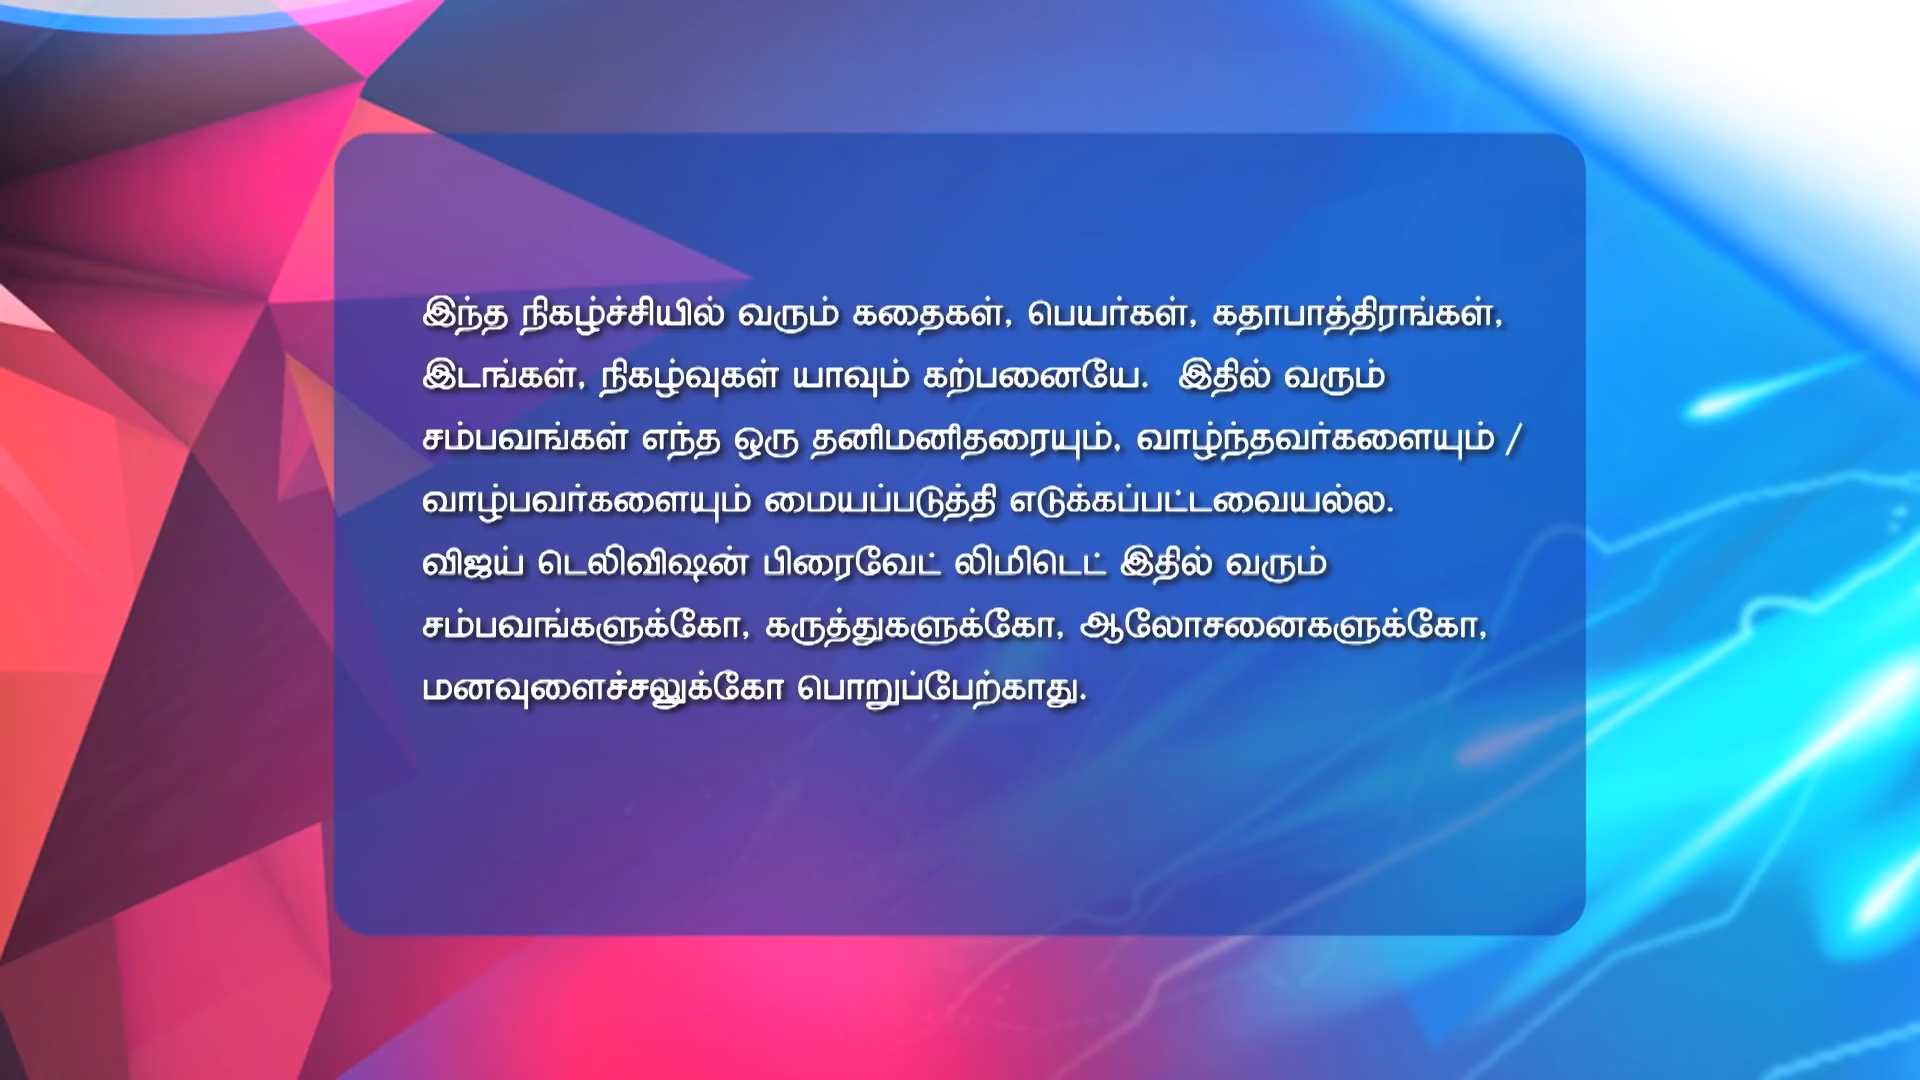 இந்த நிகழ்ச்சியில் வரும் கதைகள், பெயர்கள், கதாபாத்திரங்கள்,
இடங்கள், நிகழ்வுகள் யாவும் கற்பனையே. இதில் வரும்
சம்பவங்கள் எந்த ஒரு தனிமனிதரையும், வாழ்ந்தவர்களையும் /
வாழ்பவர்களையும் மையப்படுத்தி எடுக்கப்பட்டவையல்ல.
விஜய் டெலிவிஷன் பிரைவேட் லிமிடெட் இதில் வரும்
சம்பவங்களுக்கோ, கருத்துகளுக்கோ, ஆலோசனைகளுக்கோ,
மனவுளைச்சலுக்கோ பொறுப்பேற்காது.